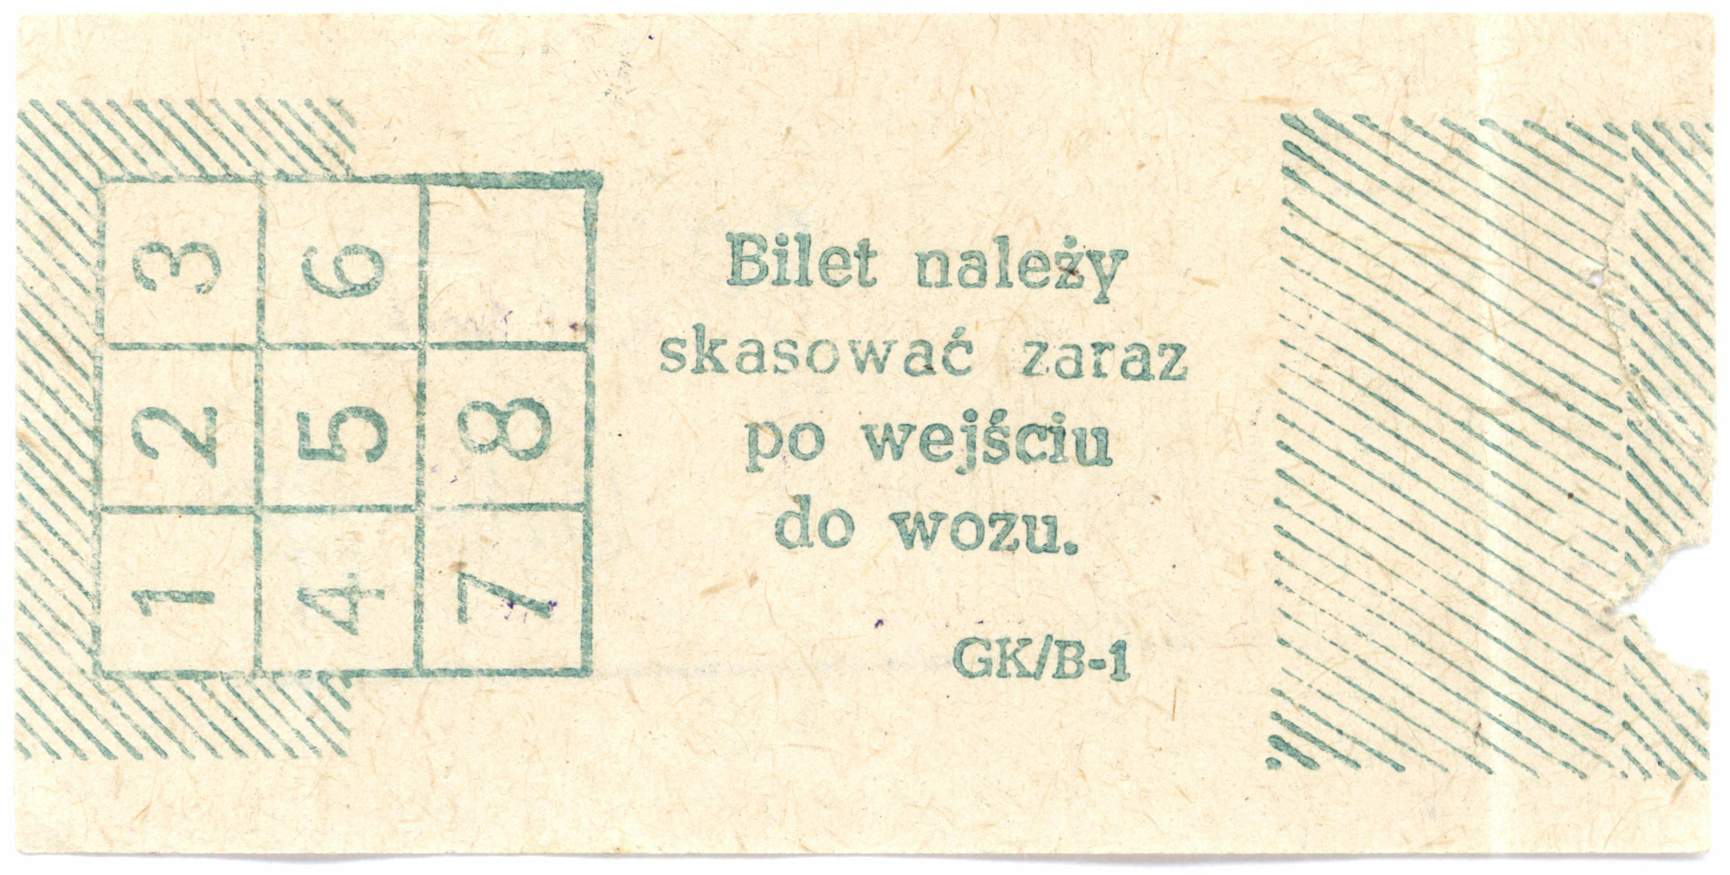 1 2 3
4 5 6
7 8
Bilet należy
skasować zaraz
po wejściu
do wozu.
GK/B-1